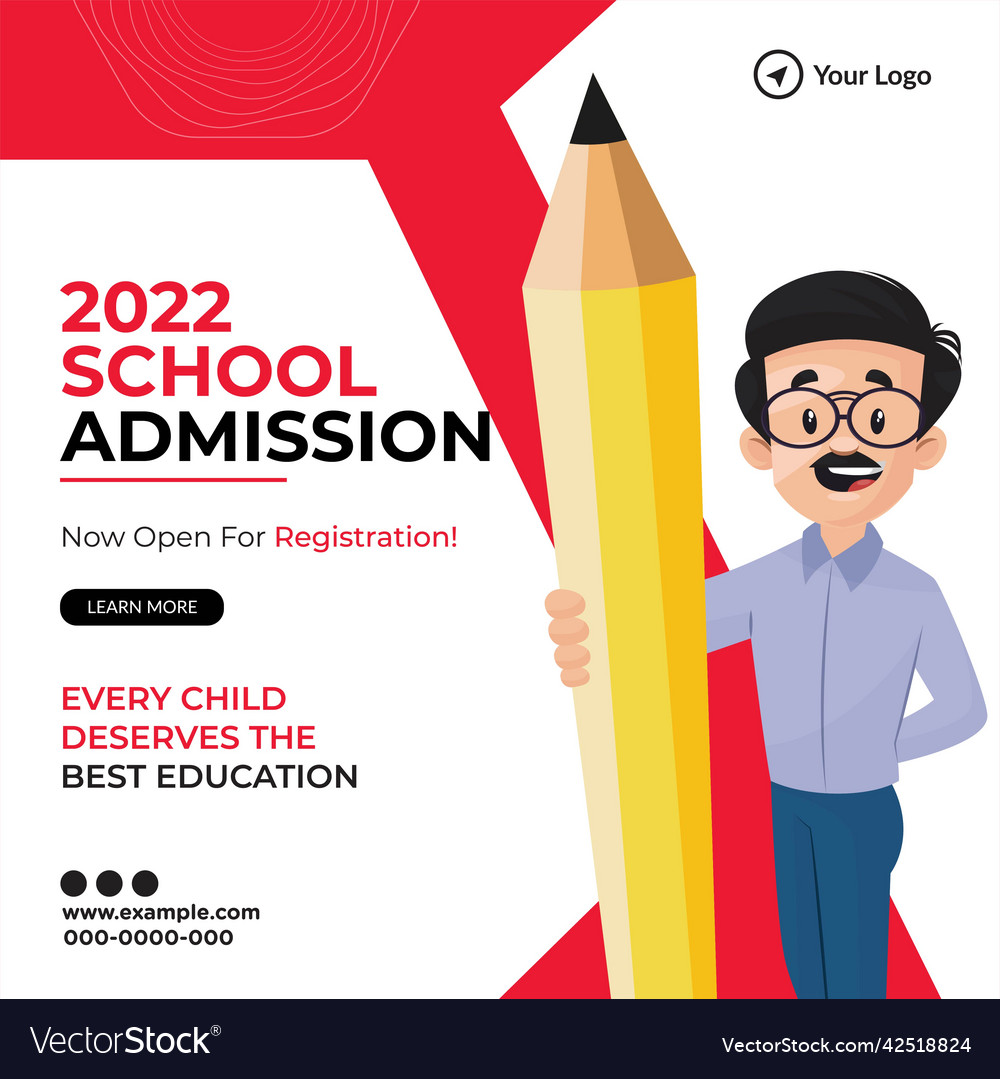 Your Logo
2022
SCHOOL
ADMISSION
Now Open For Registration!
LEARN MORE
EVERY CHILD
DESERVES THE
BEST EDUCATION
www.example.com
000-0000-000
VectorStock®
VectorStock.com/42518824